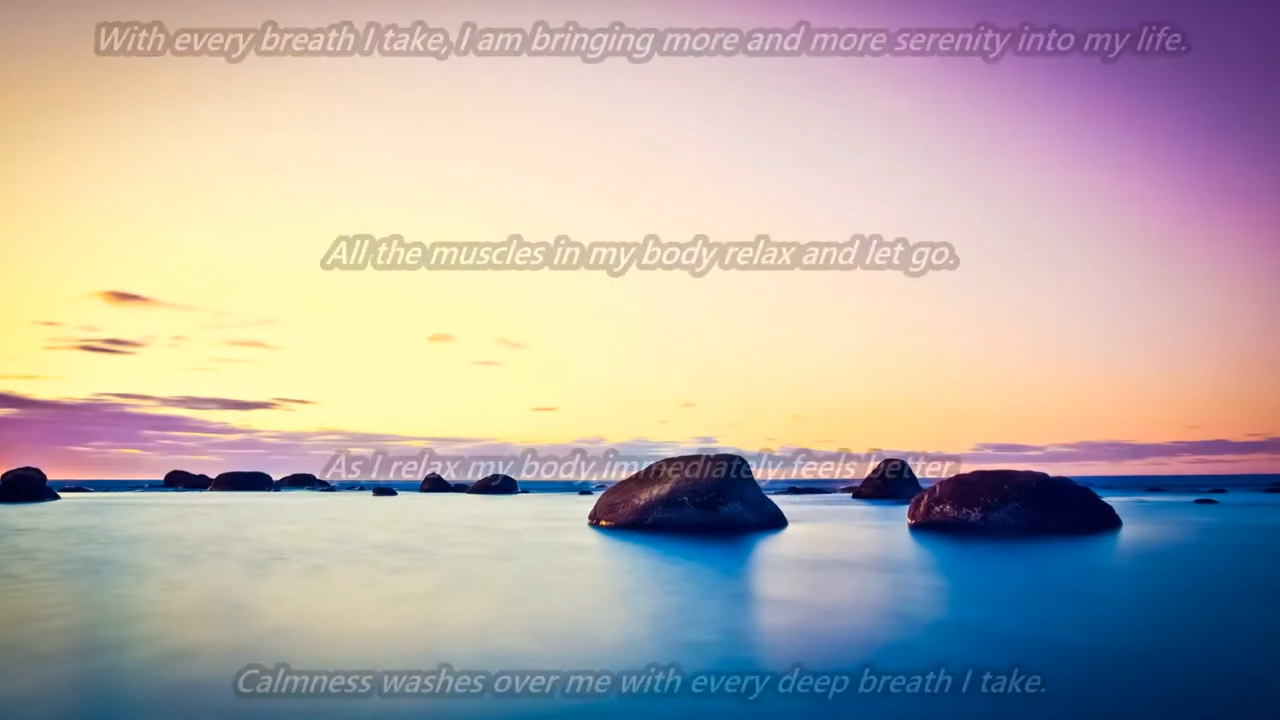 With every breath I take, I am bringing more and more serenity into my life.
All the muscles in my body relax and let go.
As I relax my body immediately feels better.
Calmness washes over me with every deep breath I take.